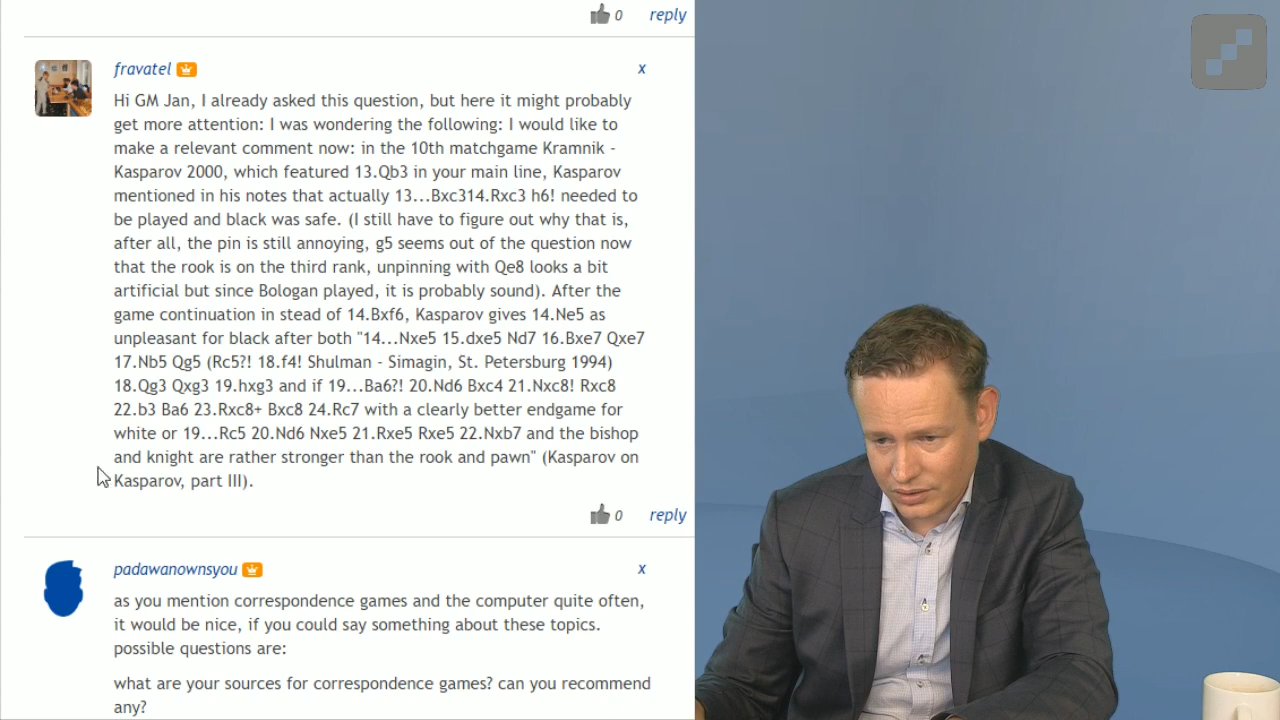 0 reply
fravatel x
Hi GM Jan, I already asked this question, but here it might probably
get more attention: I was wondering the following: I would like to
make a relevant comment now: in the 10th matchgame Kramnik -
Kasparov 2000, which featured 13.Qb3 in your main line, Kasparov
mentioned in his notes that actually 13...Bxc314.Rxc3 h6! needed to
be played and black was safe. (I still have to figure out why that is,
after all, the pin is still annoying, g5 seems out of the question now
that the rook is on the third rank, unpinning with Qe8 looks a bit
artificial but since Bologan played, it is probably sound). After the
game continuation in stead of 14.Bxf6, Kasparov gives 14.Ne5 as
unpleasant for black after both "14...Nxe5 15.dxe5 Nd7 16.Bxe7 Qxe7
17.Nb5 Qg5 (Rc5?! 18.f4! Shulman - Simagin, St. Petersburg 1994)
18.Qg3 Qxg3 19.hxg3 and if 19...Ba6?! 20.Nd6 Bxc4 21.Nxc8! Rxc8
22.b3 Ba6 23.Rxc8+ Bxc8 24.Rc7 with a clearly better endgame for
white or 19...Rc5 20.Nd6 Nxe5 21.Rxe5 Rxe5 22.Nxb7 and the bishop
and knight are rather stronger than the rook and pawn" (Kasparov on
Kasparov, part III).
0 reply
padawanownsyou x
as you mention correspondence games and the computer quite often,
it would be nice, if you could say something about these topics.
possible questions are:
what are your sources for correspondence games? can you recommend
any?